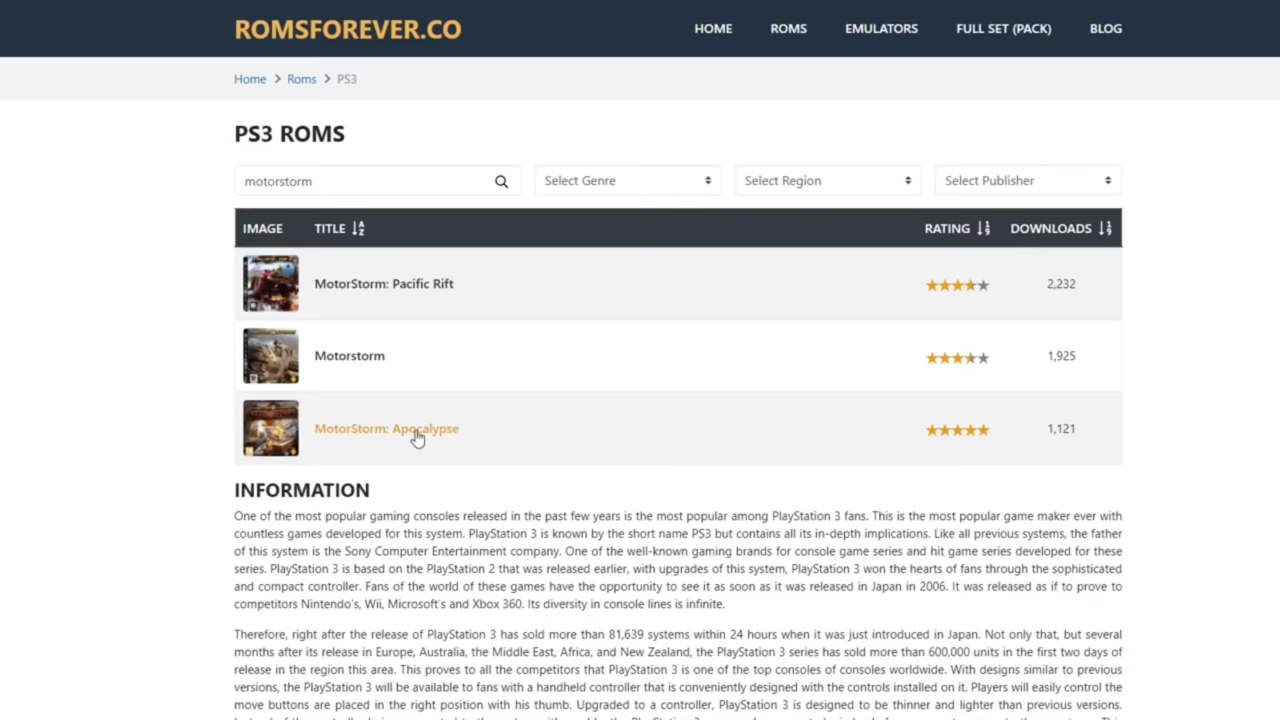 ROMSFOREVER.CO
HOME ROMS EMULATORS FULL SET (PACK) BLOG
Home > Roms > PS3
PS3 ROMS
motorstorm Select Genre Select Region Select Publisher
IMAGE TITLE RATING DOWNLOADS
MotorStorm: Pacific Rift 2,232
Motorstorm 1,925
MotorStorm: Apocalypse 1,121
INFORMATION
One of the most popular gaming consoles released in the past few years is the most popular among PlayStation 3 fans. This is the most popular game maker ever with
countless games developed for this system. PlayStation 3 is known by the short name PS3 but contains all its in-depth implications. Like all previous systems, the father
of this system is the Sony Computer Entertainment company. One of the well-known gaming brands for console game series and hit game series developed for these
series. PlayStation 3 is based on the PlayStation 2 that was released earlier, with upgrades of this system, PlayStation 3 won the hearts of fans through the sophisticated
and compact controller. Fans of the world of these games have the opportunity to see it as soon as it was released in Japan in 2006. It was released as if to prove to
competitors Nintendo's, Wii, Microsoft's and Xbox 360. Its diversity in console lines is infinite.
Therefore, right after the release of PlayStation 3 has sold more than 81,639 systems within 24 hours when it was just introduced in Japan. Not only that, but several
months after its release in Europe, Australia, the Middle East, Africa, and New Zealand, the PlayStation 3 series has sold more than 600,000 units in the first two days of
release in the region this area. This proves to all the competitors that PlayStation 3 is one of the top consoles of consoles worldwide. With designs similar to previous
versions, the PlayStation 3 will be available to fans with a handheld controller that is conveniently designed with the controls installed on it. Players will easily control the
move buttons are placed in the right position with his thumb. Upgraded to a controller, PlayStation 3 is designed to be thinner and lighter than previous versions.